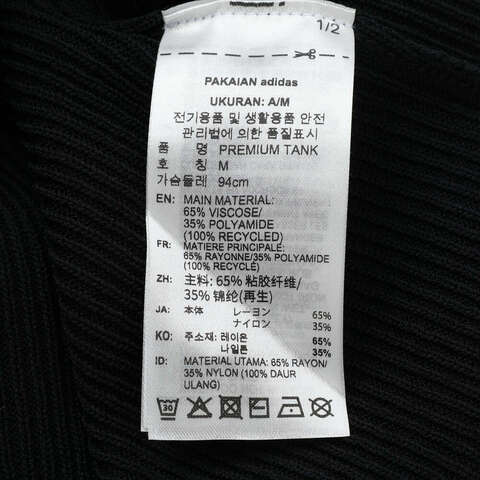 1/2
PAKAIAN adidas
UKURAN: A/M
전기용품 및 생활용품 안전
관리법에 의한 품질표시
품 명 PREMIUM TANK
호 칭 M
가슴둘레 94cm
EN: MAIN MATERIAL:
65% VISCOSE/
35% POLYAMIDE
(100% RECYCLED)
FR: MATIERE PRINCIPALE:
65% RAYONNE/35% POLYAMIDE
(100% RECYCLÉ)
ZH: 主料: 65% 粘胶纤维/
35% 锦纶(再生)
JA: 本体 レーヨン 65%
ナイロン 35%
KO: 주소재: 레이온 65%
나일론 35%
ID: MATERIAL UTAMA: 65% RAYON/
35% NYLON (100% DAUR
ULANG)
30